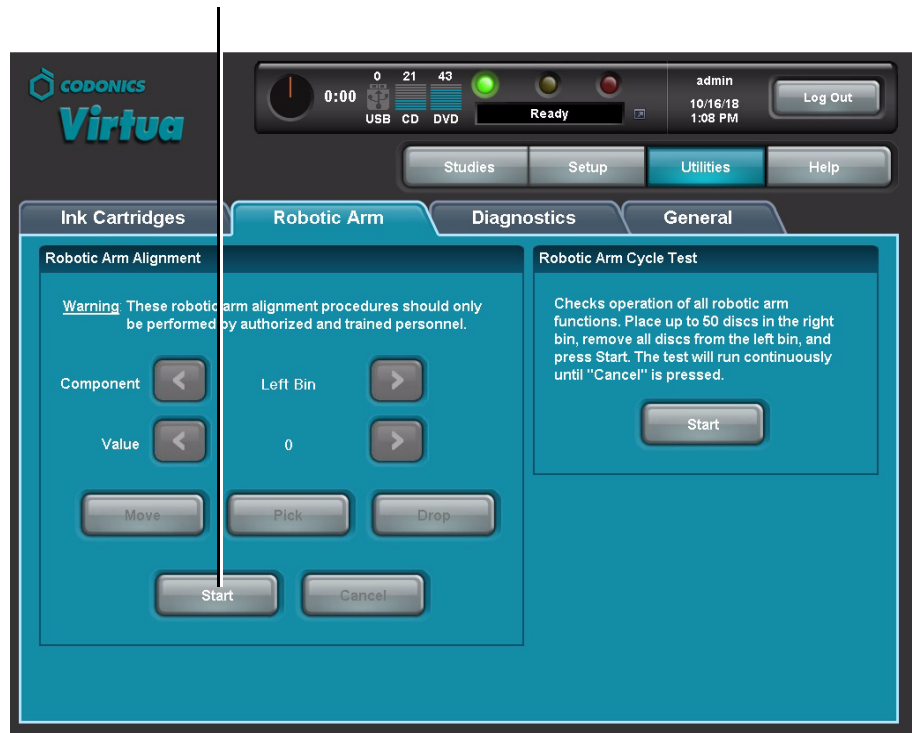 CODONICS
Virtua
0:00
0 21 43
USB CD DVD
Ready
admin
10/16/18
1:08 PM
Log Out
Studies Setup Utilities Help
Ink Cartridges Robotic Arm Diagnostics General
Robotic Arm Alignment
Warning: These robotic arm alignment procedures should only
be performed by authorized and trained personnel.
Component < Left Bin >
Value < 0 >
Move Pick Drop
Start Cancel
Robotic Arm Cycle Test
Checks operation of all robotic arm
functions. Place up to 50 discs in the right
bin, remove all discs from the left bin, and
press Start. The test will run continuously
until "Cancel" is pressed.
Start